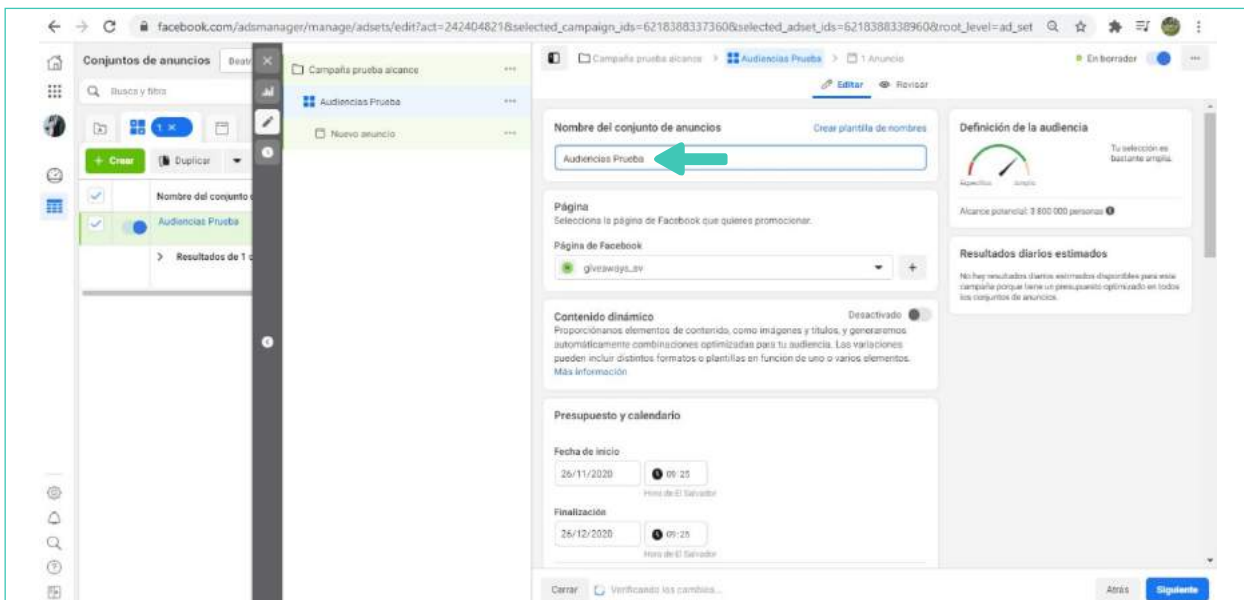 facebook.com/adsmanager/manage/adsets/edit?act=242404821&selected_campaign_ids=6218388337360&selected_adset_ids=6218388338960&root_level=ad_set
Conjuntos de anuncios
Busca y filtra
1 ×
+ Crear
Duplicar
Nombre del conjunto
Audiencias Prueba
Resultados de 1
Campaña prueba alcance
Audiencias Prueba
Nuevo anuncio
Campaña prueba alcance > Audiencias Prueba > 1 Anuncio
En borrador
Editar
Revisar
Nombre del conjunto de anuncios
Crear plantilla de nombres
Audiencias Prueba
Página
Selecciona la página de Facebook que quieres promocionar.
Página de Facebook
giveaways_sv
Contenido dinámico
Desactivado
Proporciónanos elementos de contenido, como imágenes y títulos, y generaremos
automáticamente combinaciones optimizadas para tu audiencia. Las variaciones
pueden incluir distintos formatos o plantillas en función de uno o varios elementos.
Más información
Presupuesto y calendario
Fecha de inicio
26/11/2020
09:25
Hora de El Salvador
Finalización
26/12/2020
09:25
Hora de El Salvador
Definición de la audiencia
Tu selección es
bastante amplia.
Específica
Amplia
Alcance potencial: 3 800 000 personas
Resultados diarios estimados
No hay resultados diarios estimados disponibles para esta
campaña porque tiene un presupuesto optimizado en todos
los conjuntos de anuncios.
Cerrar
Verificando los cambios...
Atrás
Siguiente